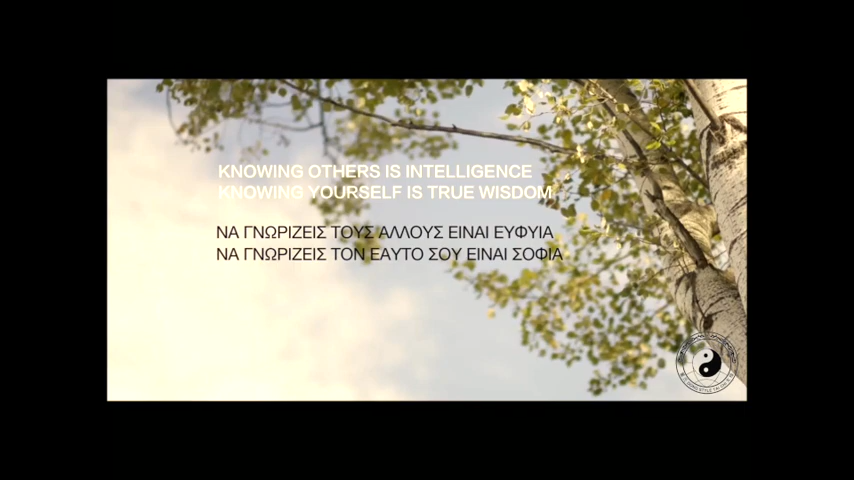 KNOWING OTHERS IS INTELLIGENCE
KNOWING YOURSELF IS TRUE WISDOM
ΝΑ ΓΝΩΡΙΖΕΙΣ ΤΟΥΣ ΑΛΛΟΥΣ ΕΙΝΑΙ ΕΥΦΥΙΑ
ΝΑ ΓΝΩΡΙΖΕΙΣ ΤΟΝ ΕΑΥΤΟ ΣΟΥ ΕΙΝΑΙ ΣΟΦΙΑ